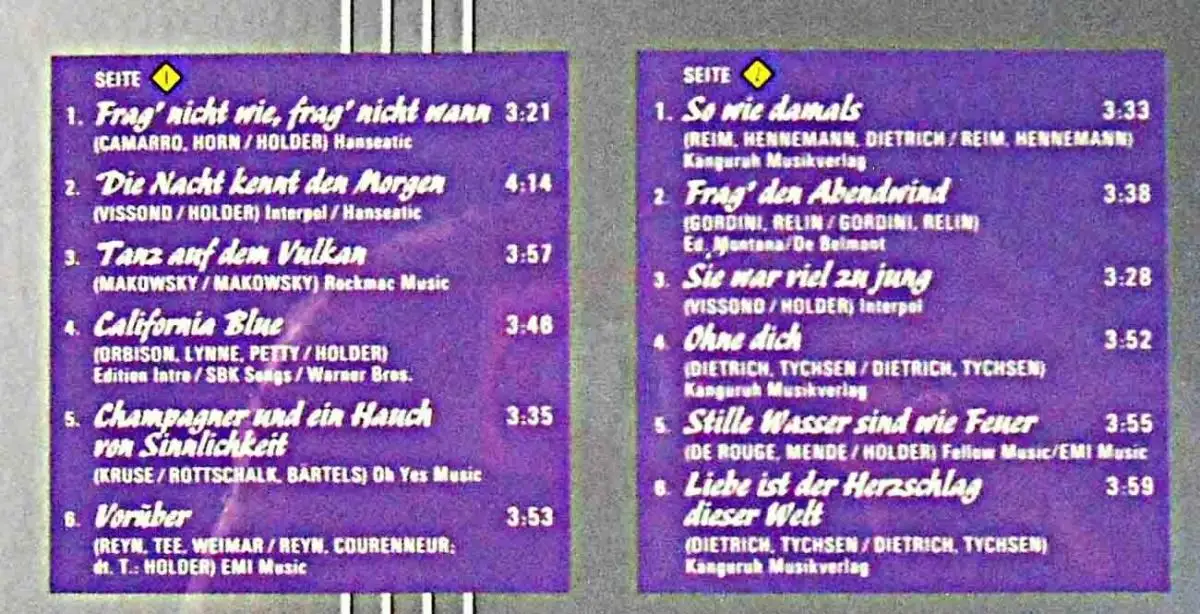 SEITE 1
1. Frag' nicht wie, frag' nicht wann 3:21
(CAMARRO, HORN / HOLDER) Hanseatic
2. Die Nacht kennt den Morgen 4:14
(VISSOND / HOLDER) Interpol / Hanseatic
3. Tanz auf dem Vulkan 3:57
(MAKOWSKY / MAKOWSKY) Rockmac Music
4. California Blue 3:46
(ORBISON, LYNNE, PETTY / HOLDER)
Edition Intro / SBK Songs / Warner Bros.
5. Champagner und ein Hauch 3:35
von Sinnlichkeit
(KRUSE / ROTTSCHALK, BARTELS) Oh Yes Music
6. Vorüber 3:53
(REYN, TEE, WEIMAR / REYN, COURENNEUR;
dt. T.: HOLDER) EMI Music
SEITE 2
1. So wie damals 3:33
(REIM, HENNEMANN, DIETRICH / REIM, HENNEMANN)
Kanguruh Musikverlag
2. Frag' den Abendwind 3:38
(GORDINI, RELIN / GORDINI, RELIN)
Ed. Montana/De Belmont
3. Sie war viel zu jung 3:28
(VISSOND / HOLDER) Interpol
4. Ohne dich 3:52
(DIETRICH, TYCHSEN / DIETRICH, TYCHSEN)
Kanguruh Musikverlag
5. Stille Wasser sind wie Feuer 3:55
(DE ROUGE, MENDE / HOLDER) Fellow Music/EMI Music
6. Liebe ist der Herzschlag 3:59
dieser Welt
(DIETRICH, TYCHSEN / DIETRICH, TYCHSEN)
Kanguruh Musikverlag